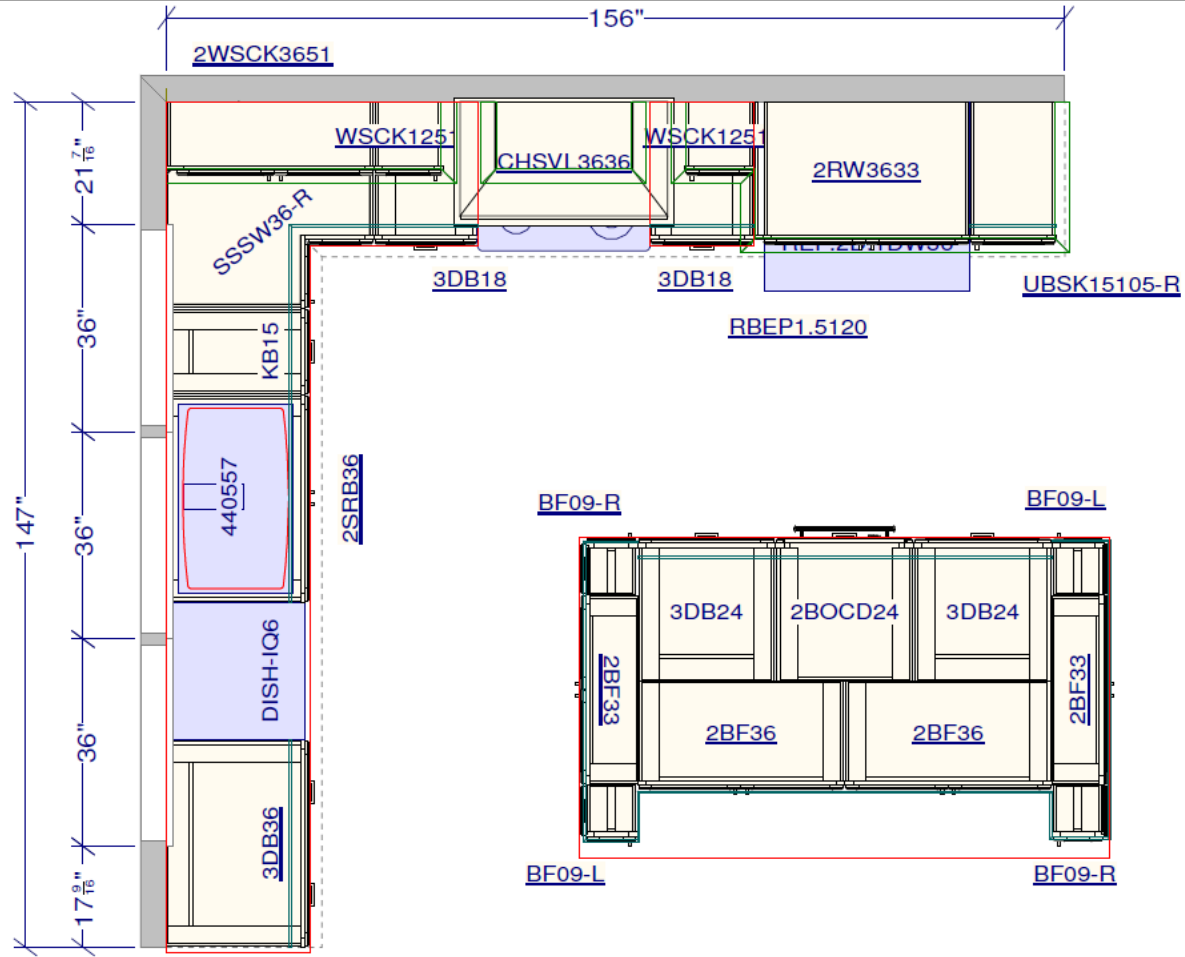 156"
2WSCK3651
WSCK1251
CHSVL3636
WSCK1251
2RW3633
21 7/16"
SSSW36-R
3DB18
3DB18
UBSK15105-R
RBEP1.5120
36"
KB15
440557
2SRB36
147"
36"
BF09-R
BF09-L
3DB24
2BOCD24
3DB24
DISH-IQ6
2BF33
2BF33
36"
2BF36
2BF36
3DB36
17 9/16"
BF09-L
BF09-R